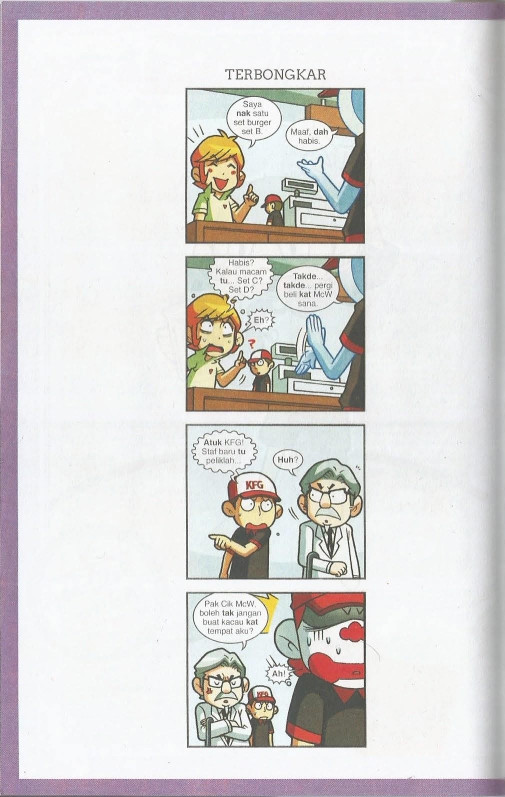 TERBONGKAR
Saya
nak satu
set burger
set B.
Maaf, dah
habis.
Habis?
Kalau macam
tu... Set C?
Set D?
Eh?
?
Takde...
takde... pergi
beli kat McW
sana.
Atuk KFG!
Staf baru tu
peliklah...
Huh?
KFG
Pak Cik McW,
boleh tak jangan
buat kacau kat
tempat aku?
Ah!
KFG